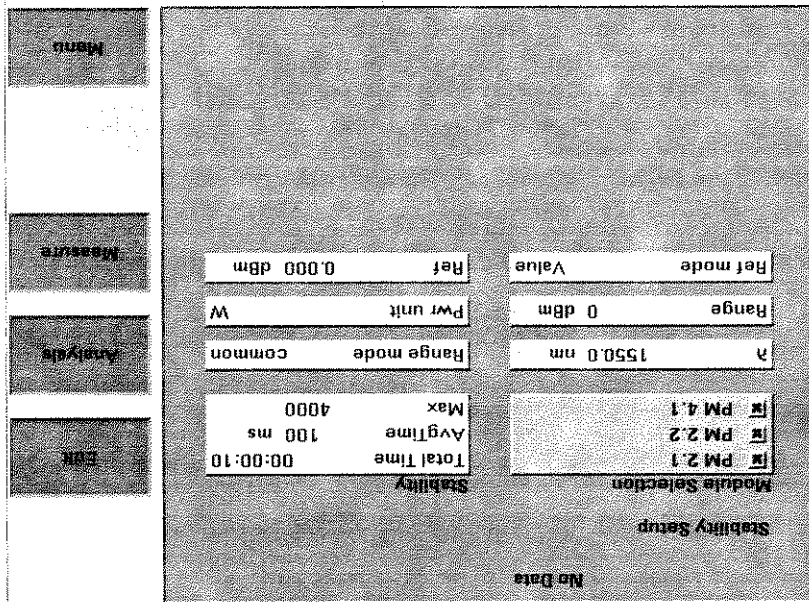 No Data
Stability Setup
Module Selection
PM 2.1
PM 2.2
PM 4.1
λ 1550.0 nm
Range 0 dBm
Ref mode Value
Stability
Total Time 00:00:10
AvgTime 100 ms
Max 4000
Range mode common
Pwr unit W
Ref 0.000 dBm
Edit
Analysis
Measure
Menu